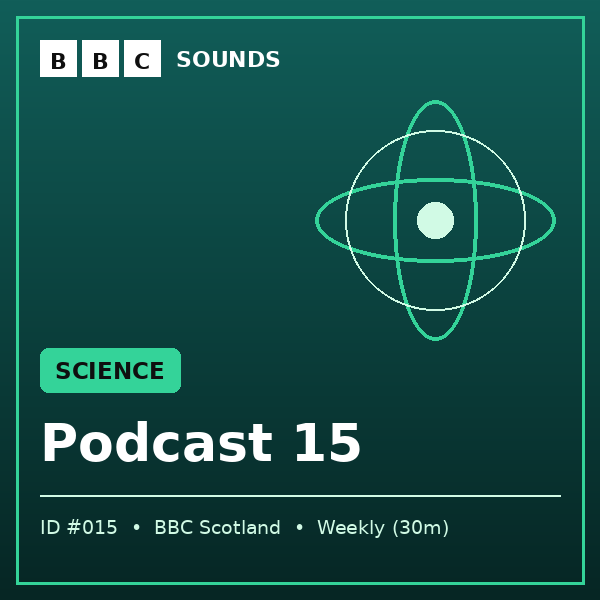 BBC SOUNDS
SCIENCE
Podcast 15
ID #015 • BBC Scotland • Weekly (30m)